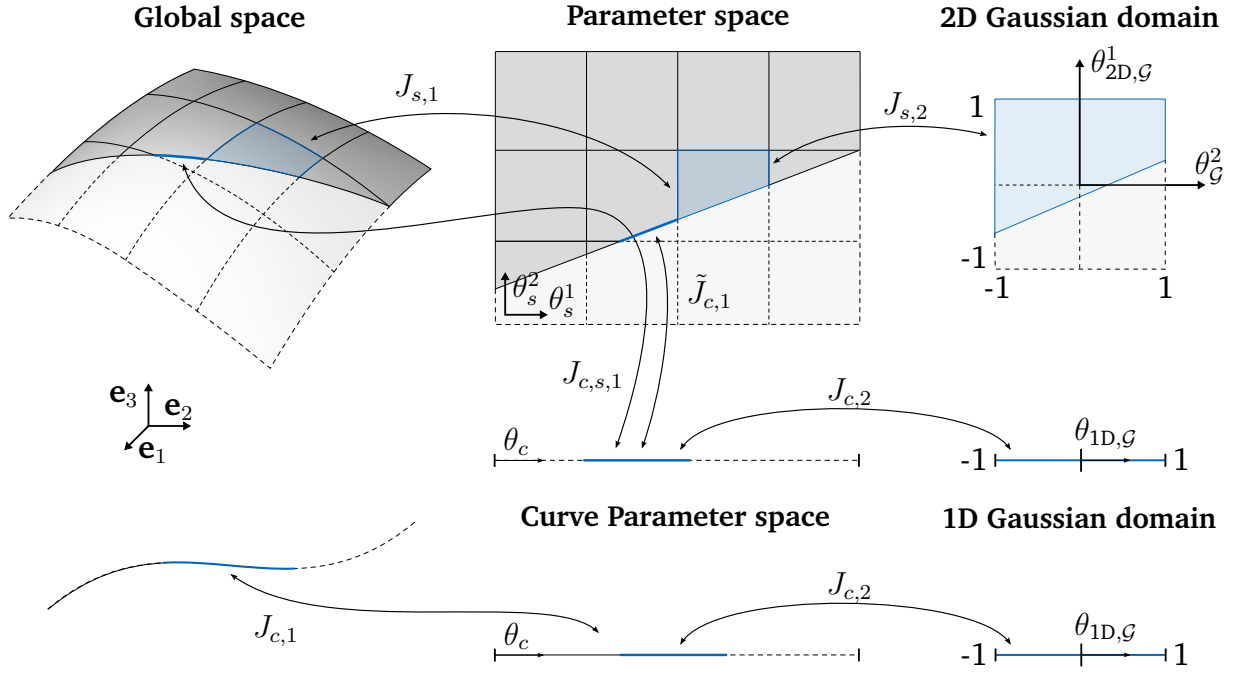 Global space
Parameter space
2D Gaussian domain
J_{s,1}
J_{s,2}
1
θ^1_{2D,𝒢}
θ^2_𝒢
-1
-1
1
θ^2_s
θ^1_s
J̃_{c,1}
J_{c,s,1}
e_3
e_2
e_1
θ_c
J_{c,2}
-1
θ_{1D,𝒢}
1
Curve Parameter space
1D Gaussian domain
J_{c,1}
θ_c
J_{c,2}
-1
θ_{1D,𝒢}
1